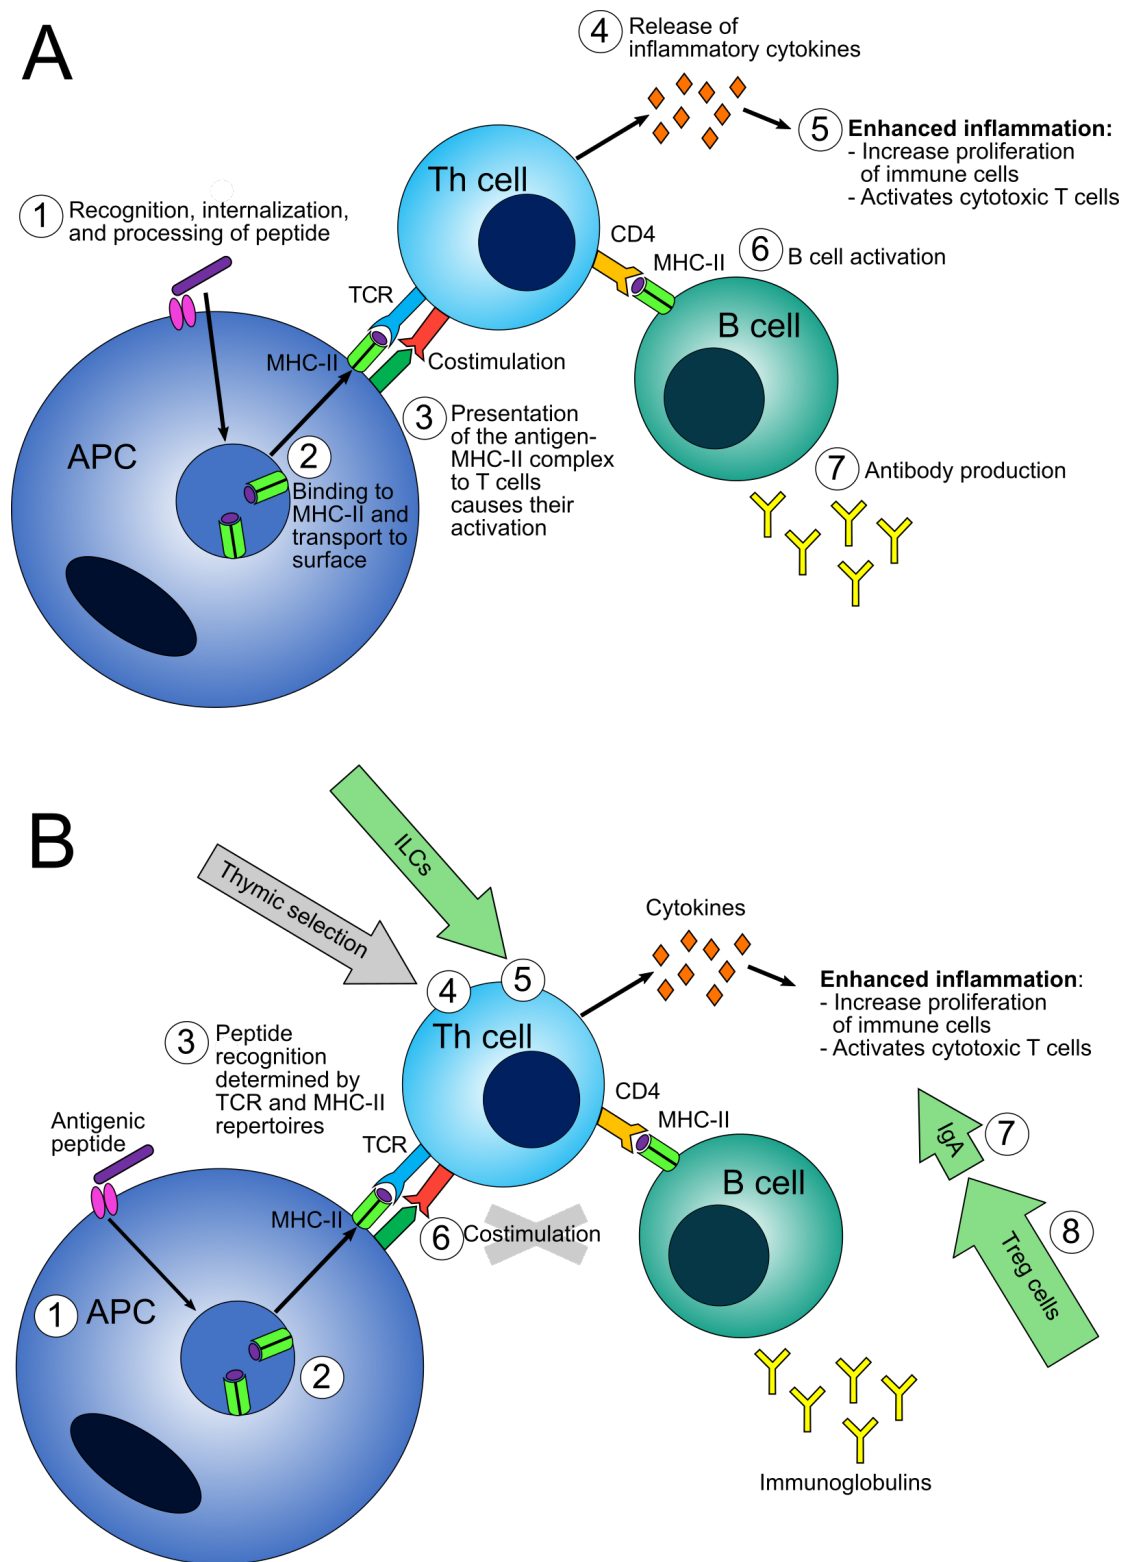 A
4
Release of
inflammatory cytokines
5
Enhanced inflammation:
- Increase proliferation
of immune cells
- Activates cytotoxic T cells
1
Recognition, internalization,
and processing of peptide
Th cell
CD4
MHC-II
6
B cell activation
TCR
MHC-II
Costimulation
B cell
3
Presentation
of the antigen-
MHC-II complex
to T cells
causes their
activation
APC
2
Binding to
MHC-II and
transport to
surface
7
Antibody production
B
ILCs
Thymic selection
Cytokines
4
5
Enhanced inflammation:
- Increase proliferation
of immune cells
- Activates cytotoxic T cells
Th cell
3
Peptide
recognition
determined by
TCR and MHC-II
repertoires
Antigenic
peptide
TCR
CD4
MHC-II
IgA
7
MHC-II
6
Costimulation
B cell
Treg cells
8
1
APC
2
Immunoglobulins